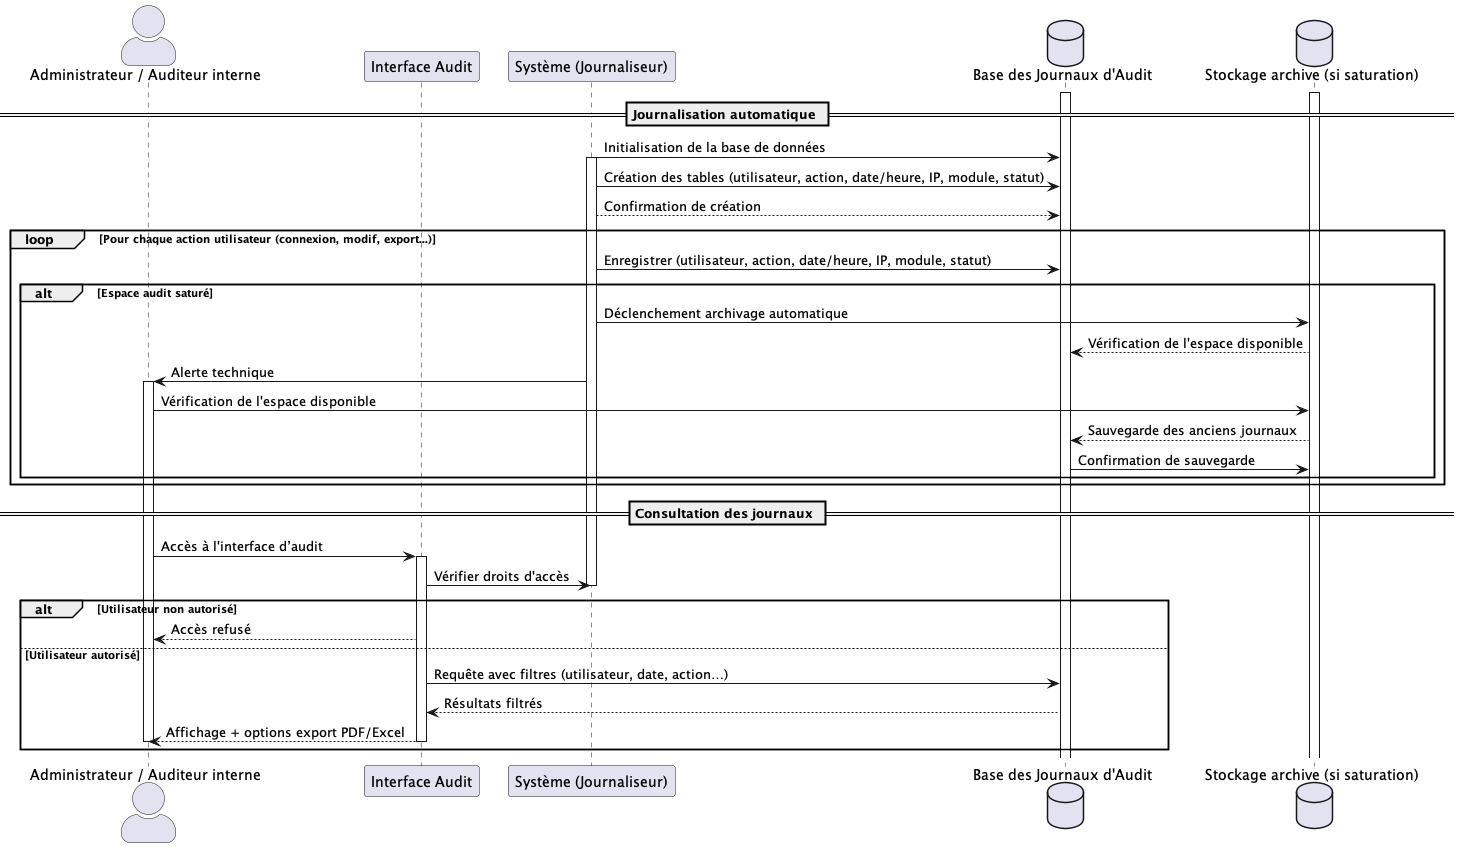 Administrateur / Auditeur interne
Interface Audit
Système (Journaliseur)
Base des Journaux d'Audit
Stockage archive (si saturation)
Journalisation automatique
Initialisation de la base de données
Création des tables (utilisateur, action, date/heure, IP, module, statut)
Confirmation de création
loop [Pour chaque action utilisateur (connexion, modif, export...)]
Enregistrer (utilisateur, action, date/heure, IP, module, statut)
alt [Espace audit saturé]
Déclenchement archivage automatique
Vérification de l'espace disponible
Alerte technique
Vérification de l'espace disponible
Sauvegarde des anciens journaux
Confirmation de sauvegarde
Consultation des journaux
Accès à l'interface d’audit
Vérifier droits d'accès
alt [Utilisateur non autorisé]
Accès refusé
[Utilisateur autorisé]
Requête avec filtres (utilisateur, date, action…)
Résultats filtrés
Affichage + options export PDF/Excel
Administrateur / Auditeur interne
Interface Audit
Système (Journaliseur)
Base des Journaux d'Audit
Stockage archive (si saturation)